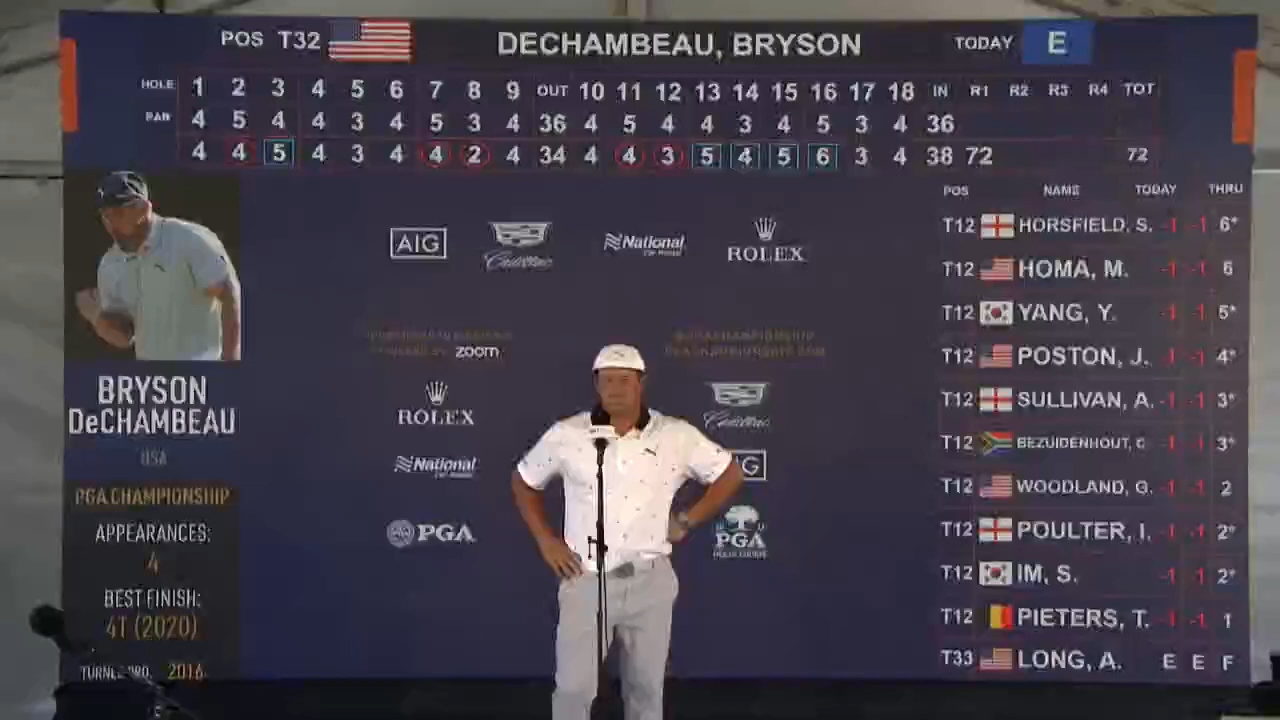 POS T32 DECHAMBEAU, BRYSON TODAY E
HOLE 1 2 3 4 5 6 7 8 9 OUT 10 11 12 13 14 15 16 17 18 IN R1 R2 R3 R4 TOT
PAR 4 5 4 4 3 4 5 3 4 36 4 5 4 4 3 4 5 3 4 36
4 4 5 4 3 4 4 2 4 34 4 4 3 5 4 5 6 3 4 38 72 72
POS NAME TODAY THRU
T12 HORSFIELD, S. -1 -1 6*
T12 HOMA, M. -1 -1 6
T12 YANG, Y. -1 -1 5*
T12 POSTON, J. -1 -1 4*
T12 SULLIVAN, A. -1 -1 3*
T12 BEZUIDENHOUT, C -1 -1 3*
T12 WOODLAND, G. -1 -1 2
T12 POULTER, I. -1 -1 2*
T12 IM, S. -1 -1 2*
T12 PIETERS, T. -1 -1 1
T33 LONG, A. E E F
AIG Cadillac National ROLEX
zoom
ROLEX Cadillac
National IG
PGA PGA
BRYSON
DeCHAMBEAU
USA
PGA CHAMPIONSHIP
APPEARANCES:
4
BEST FINISH:
4T (2020)
TURNED PRO: 2016